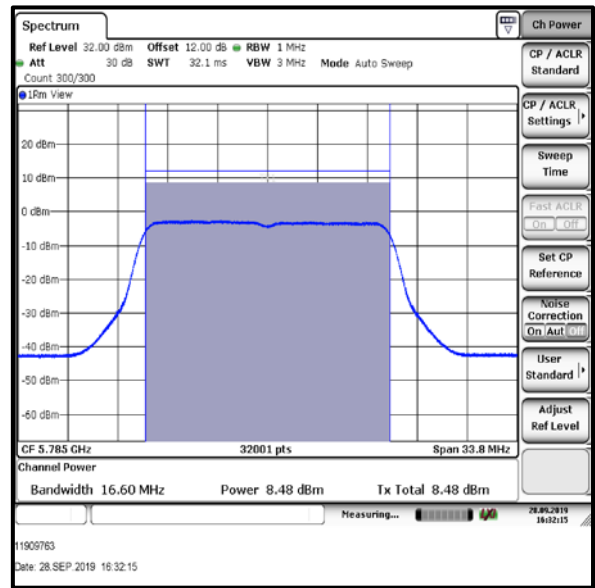 Spectrum
Ref Level 32.00 dBm Offset 12.00 dB RBW 1 MHz
Att 30 dB SWT 32.1 ms VBW 3 MHz Mode Auto Sweep
Count 300/300
1Rm View
20 dBm
10 dBm
0 dBm
-10 dBm
-20 dBm
-30 dBm
-40 dBm
-50 dBm
-60 dBm
CF 5.785 GHz 32001 pts Span 33.8 MHz
Channel Power
Bandwidth 16.60 MHz Power 8.48 dBm Tx Total 8.48 dBm
Measuring... 28.09.2019
16:32:15
Ch Power
CP / ACLR
Standard
CP / ACLR
Settings
Sweep
Time
Fast ACLR
On Off
Set CP
Reference
Noise
Correction
On Aut Off
User
Standard
Adjust
Ref Level
11909763
Date: 28.SEP.2019 16:32:15